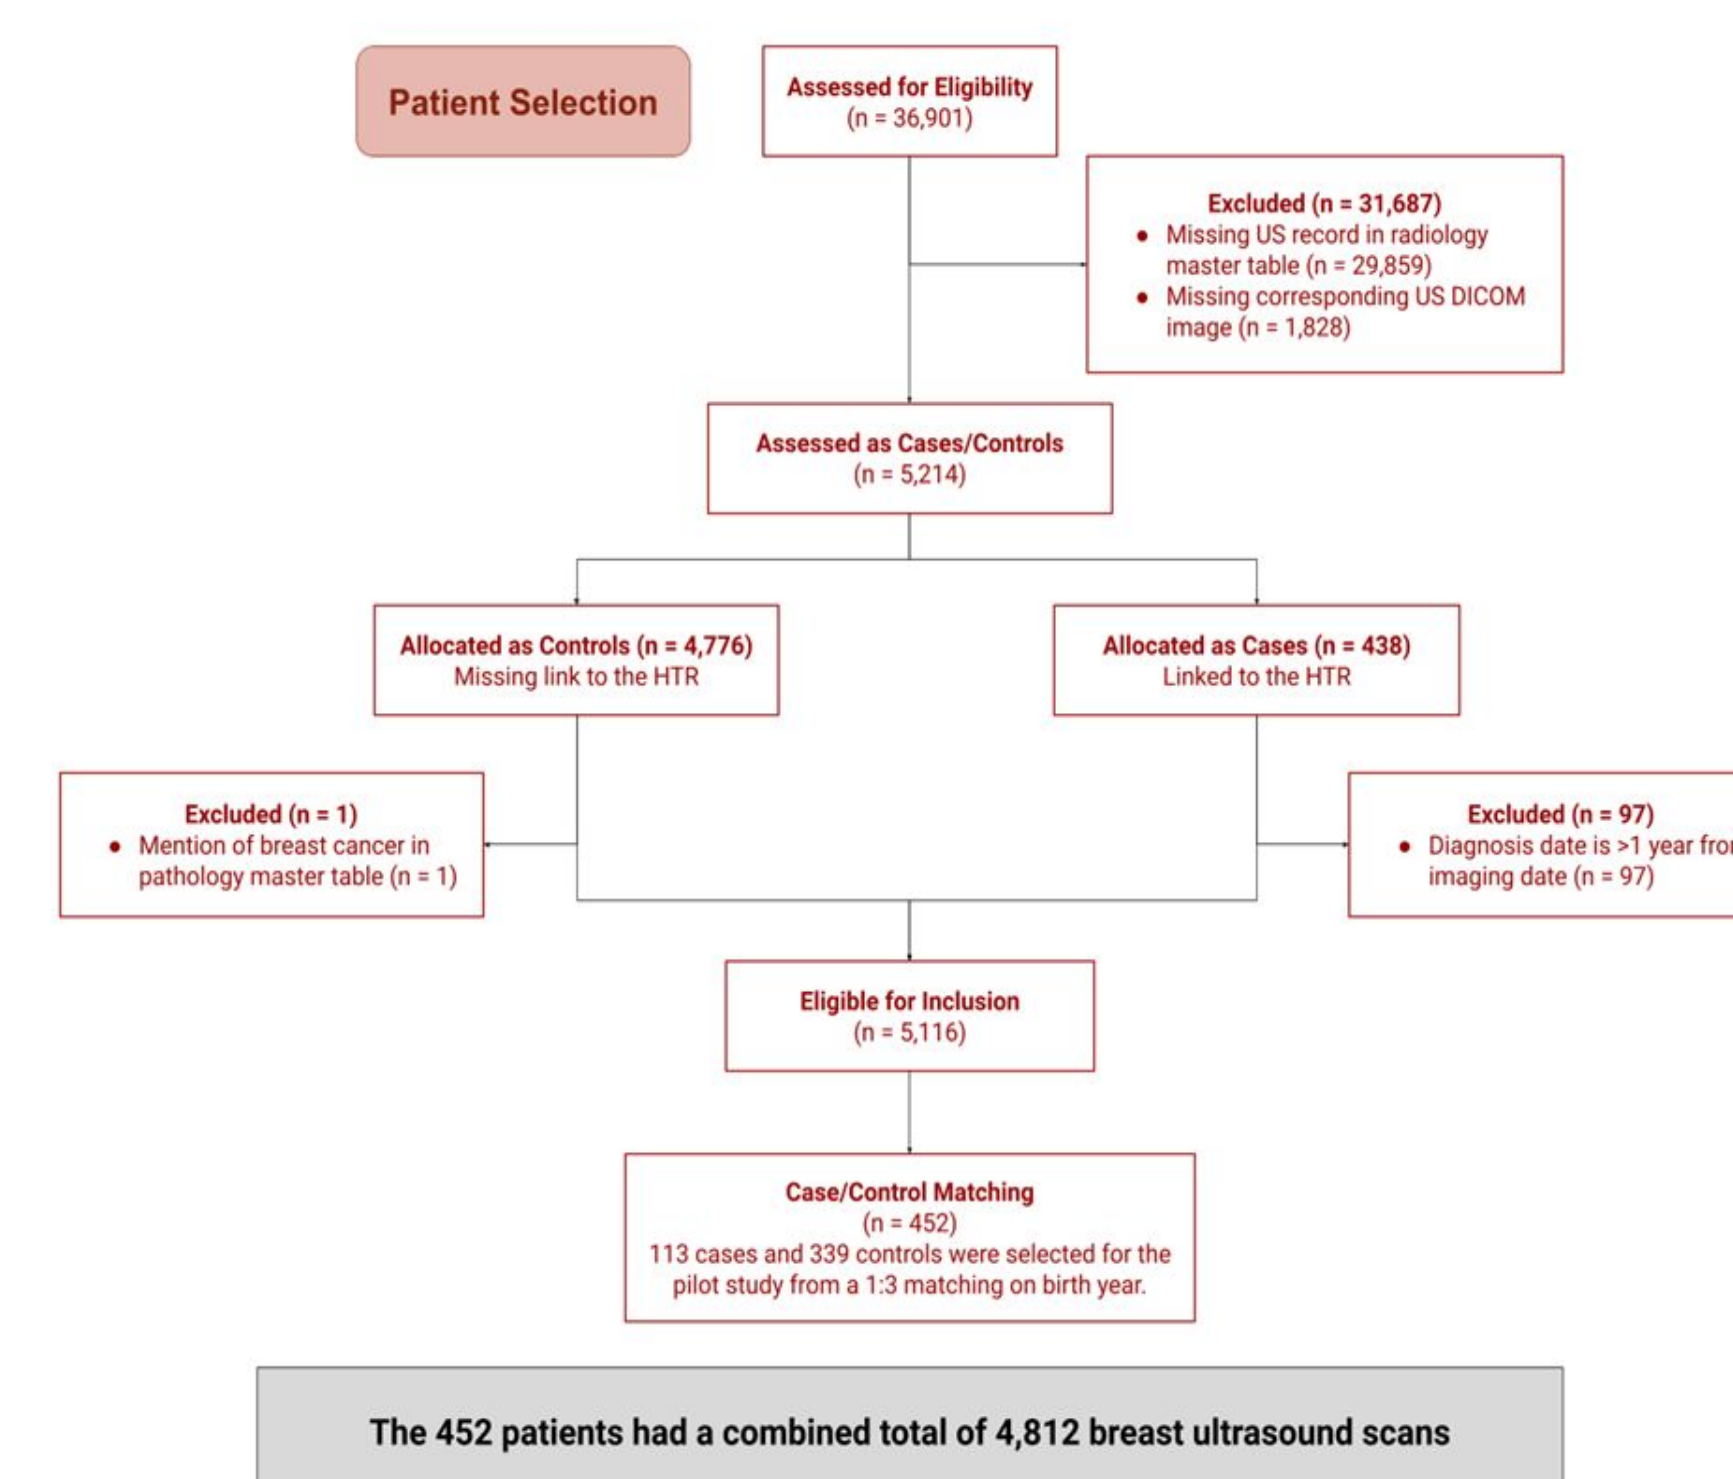 Patient Selection
Assessed for Eligibility
(n = 36,901)
Excluded (n = 31,687)
● Missing US record in radiology
master table (n = 29,859)
● Missing corresponding US DICOM
image (n = 1,828)
Assessed as Cases/Controls
(n = 5,214)
Allocated as Controls (n = 4,776)
Missing link to the HTR
Allocated as Cases (n = 438)
Linked to the HTR
Excluded (n = 1)
● Mention of breast cancer in
pathology master table (n = 1)
Excluded (n = 97)
● Diagnosis date is >1 year fro
imaging date (n = 97)
Eligible for Inclusion
(n = 5,116)
Case/Control Matching
(n = 452)
113 cases and 339 controls were selected for the
pilot study from a 1:3 matching on birth year.
The 452 patients had a combined total of 4,812 breast ultrasound scans